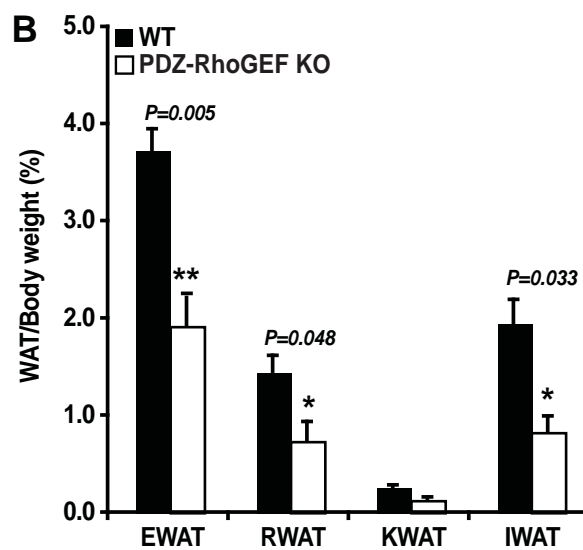 B
WT
PDZ-RhoGEF KO
WAT/Body weight (%)
5.0
4.0
3.0
2.0
1.0
0.0
P=0.005
**
P=0.048
*
P=0.033
*
EWAT RWAT KWAT IWAT